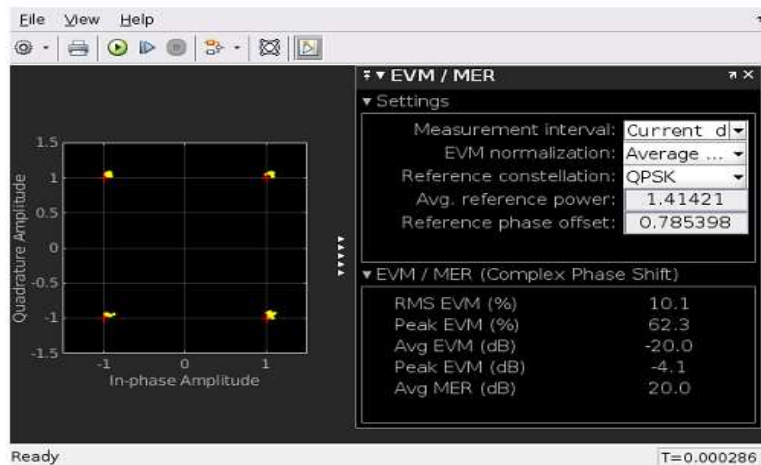 File View Help
EVM / MER
Settings
Measurement interval: Current d
EVM normalization: Average ...
Reference constellation: QPSK
Avg. reference power: 1.41421
Reference phase offset: 0.785398
EVM / MER (Complex Phase Shift)
RMS EVM (%) 10.1
Peak EVM (%) 62.3
Avg EVM (dB) -20.0
Peak EVM (dB) -4.1
Avg MER (dB) 20.0
1.5
1
0.5
0
-0.5
-1
-1.5
Quadrature Amplitude
-1 0 1
In-phase Amplitude
Ready T=0.000286